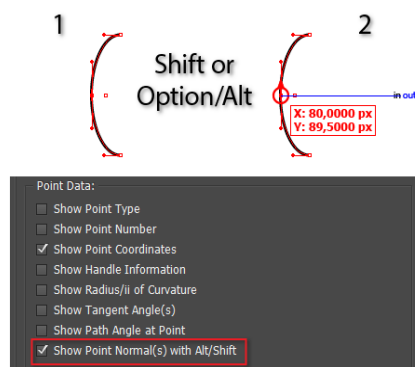 1
2
Shift or
Option/Alt
in out
X: 80,0000 px
Y: 89,5000 px
Point Data:
Show Point Type
Show Point Number
Show Point Coordinates
Show Handle Information
Show Radius/ii of Curvature
Show Tangent Angle(s)
Show Path Angle at Point
Show Point Normal(s) with Alt/Shift